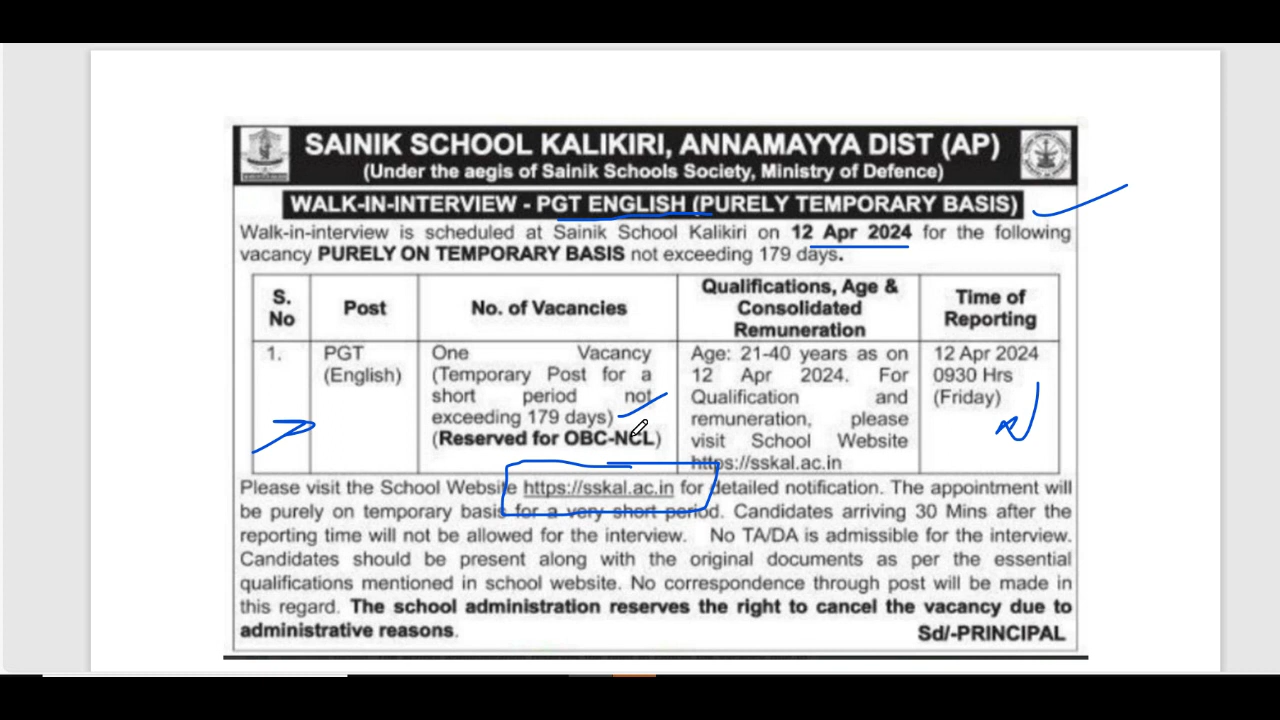 SAINIK SCHOOL KALIKIRI, ANNAMAYYA DIST (AP)
(Under the aegis of Sainik Schools Society, Ministry of Defence)
WALK-IN-INTERVIEW - PGT ENGLISH (PURELY TEMPORARY BASIS)
Walk-in-interview is scheduled at Sainik School Kalikiri on 12 Apr 2024 for the following
vacancy PURELY ON TEMPORARY BASIS not exceeding 179 days.
S.
No
Post
No. of Vacancies
Qualifications, Age &
Consolidated
Remuneration
Time of
Reporting
1.
PGT
(English)
One Vacancy
(Temporary Post for a
short period not
exceeding 179 days)
(Reserved for OBC-NCL)
Age: 21-40 years as on
12 Apr 2024. For
Qualification and
remuneration, please
visit School Website
https://sskal.ac.in
12 Apr 2024
0930 Hrs
(Friday)
Please visit the School Website https://sskal.ac.in for detailed notification. The appointment will
be purely on temporary basis for a very short period. Candidates arriving 30 Mins after the
reporting time will not be allowed for the interview. No TA/DA is admissible for the interview.
Candidates should be present along with the original documents as per the essential
qualifications mentioned in school website. No correspondence through post will be made in
this regard. The school administration reserves the right to cancel the vacancy due to
administrative reasons.
Sd/-PRINCIPAL